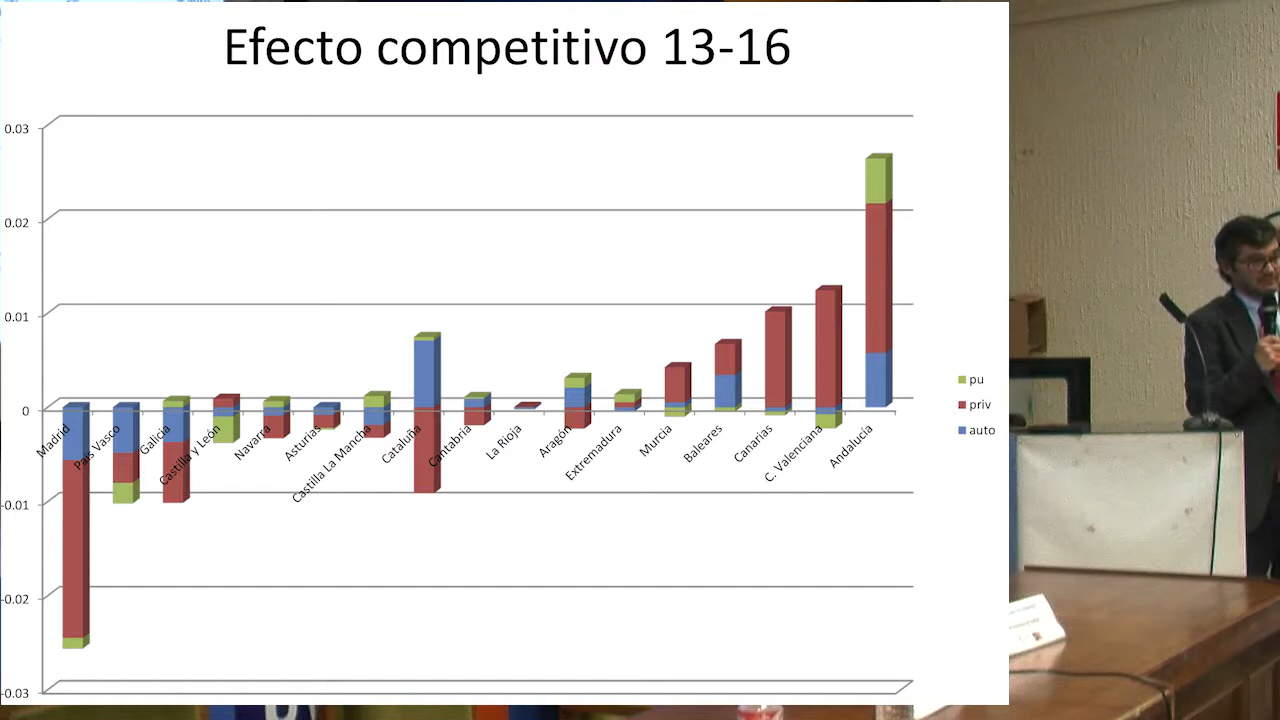 Efecto competitivo 13-16
0.03
0.02
0.01
0
-0.01
-0.02
-0.03
Madrid
País Vasco
Galicia
Castilla y León
Navarra
Asturias
Castilla La Mancha
Cataluña
Cantabria
La Rioja
Aragón
Extremadura
Murcia
Baleares
Canarias
C. Valenciana
Andalucía
pu
priv
auto